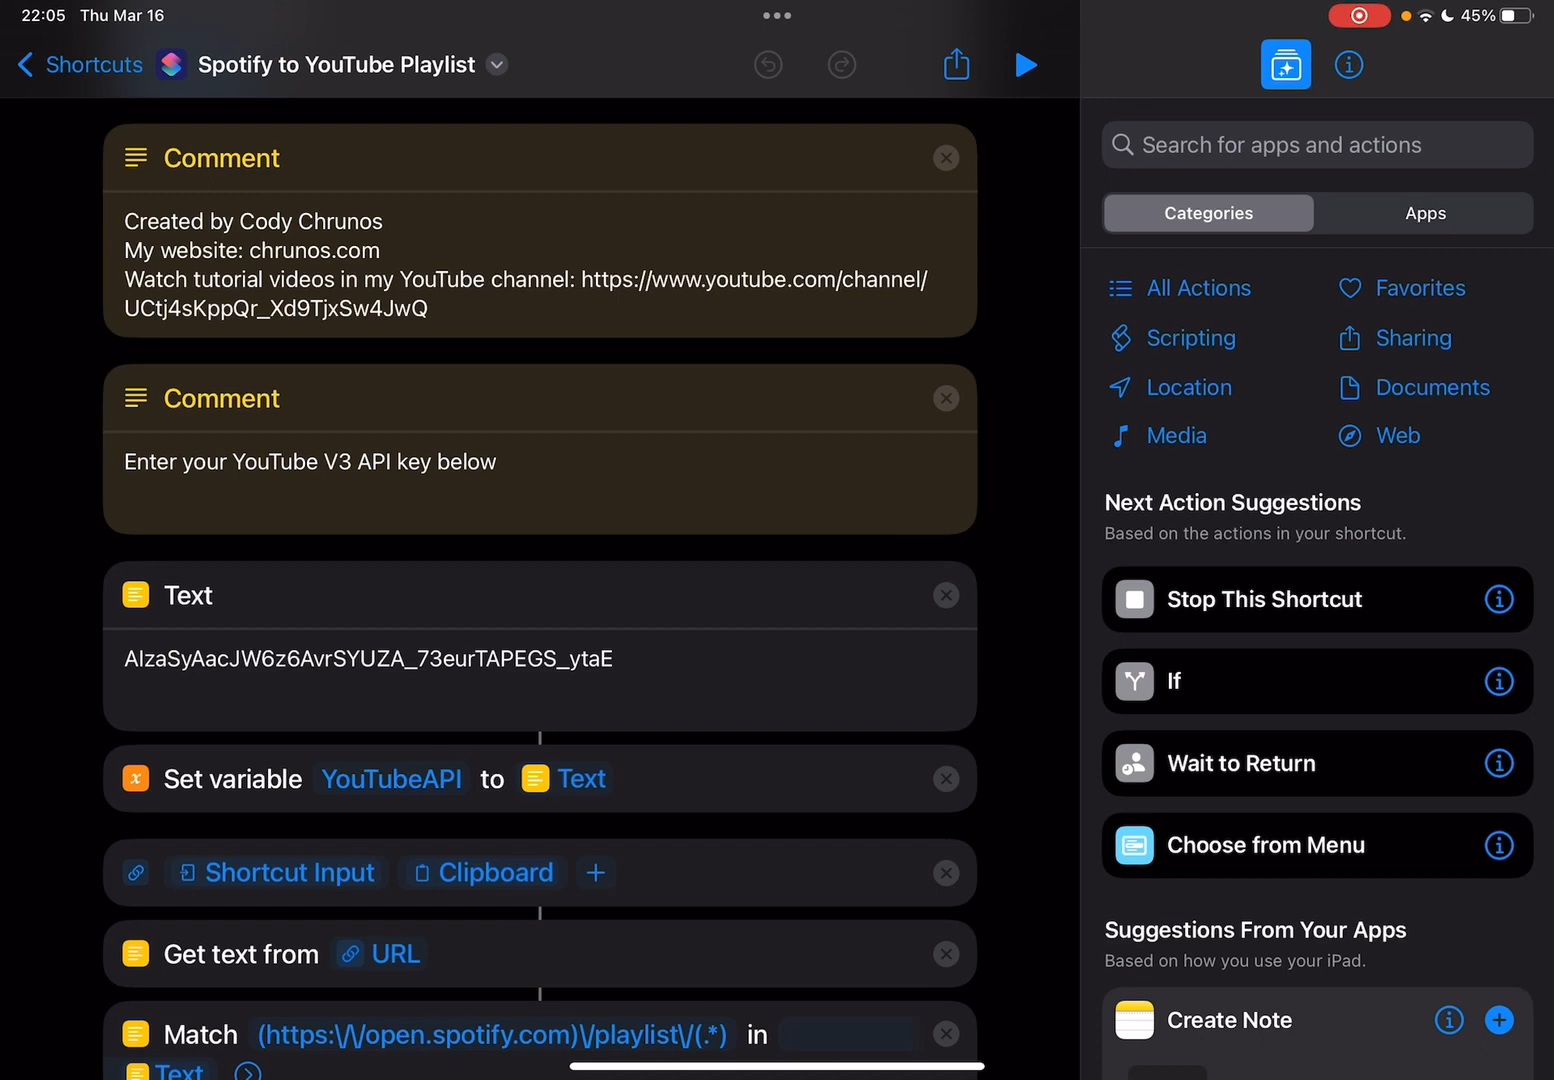 22:05 Thu Mar 16
45%
Shortcuts
Spotify to YouTube Playlist
Comment
Created by Cody Chrunos
My website: chrunos.com
Watch tutorial videos in my YouTube channel: https://www.youtube.com/channel/
UCtj4sKppQr_Xd9TjxSw4JwQ
Comment
Enter your YouTube V3 API key below
Text
AIzaSyAacJW6z6AvrSYUZA_73eurTAPEGS_ytaE
Set variable YouTubeAPI to Text
Shortcut Input Clipboard
Get text from URL
Match (https:\/\/open.spotify.com)\/playlist\/(.*) in
Text
Search for apps and actions
Categories Apps
All Actions Favorites
Scripting Sharing
Location Documents
Media Web
Next Action Suggestions
Based on the actions in your shortcut.
Stop This Shortcut
If
Wait to Return
Choose from Menu
Suggestions From Your Apps
Based on how you use your iPad.
Create Note